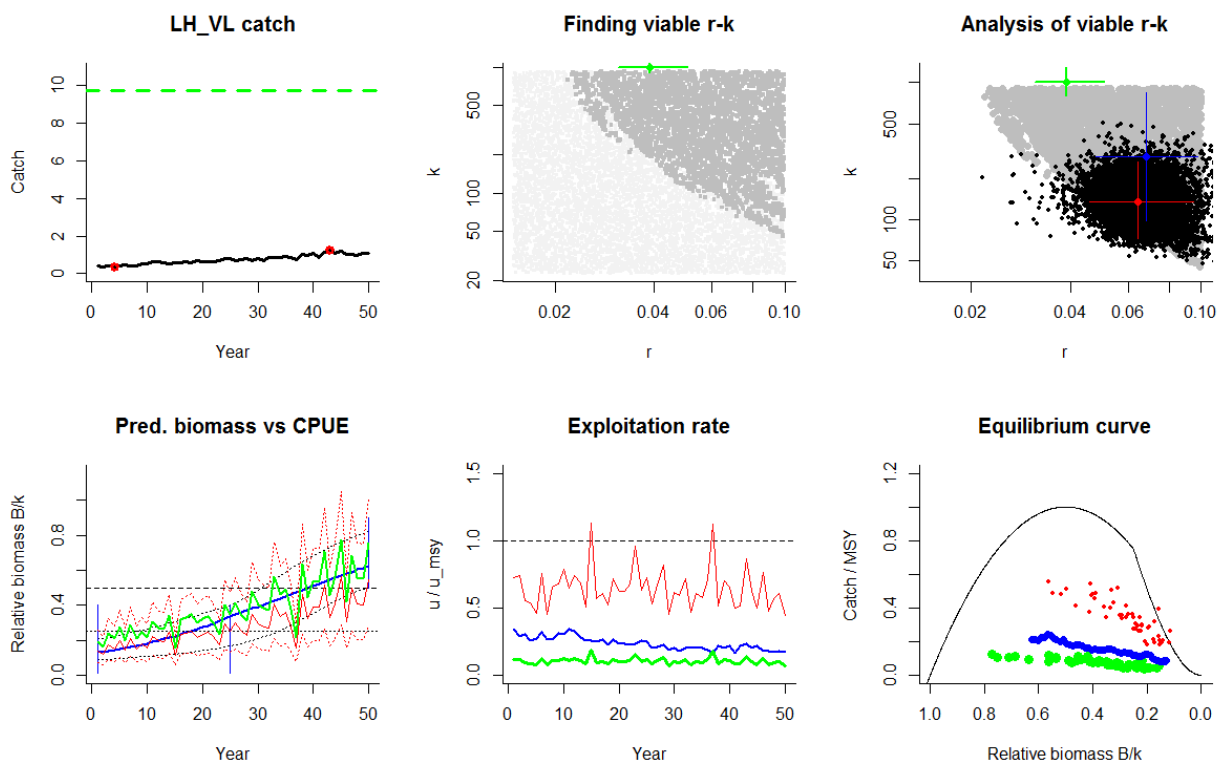 LH_VL catch
Catch
0 2 4 6 8 10
0 10 20 30 40 50
Year
Finding viable r-k
k
20 50 100 500
0.02 0.04 0.06 0.10
r
Analysis of viable r-k
k
50 100 500
0.02 0.04 0.06 0.10
r
Pred. biomass vs CPUE
Relative biomass B/k
0.0 0.4 0.8
0 10 20 30 40 50
Year
Exploitation rate
u / u_msy
0.0 0.5 1.0 1.5
0 10 20 30 40 50
Year
Equilibrium curve
Catch / MSY
0.0 0.4 0.8 1.2
1.0 0.8 0.6 0.4 0.2 0.0
Relative biomass B/k